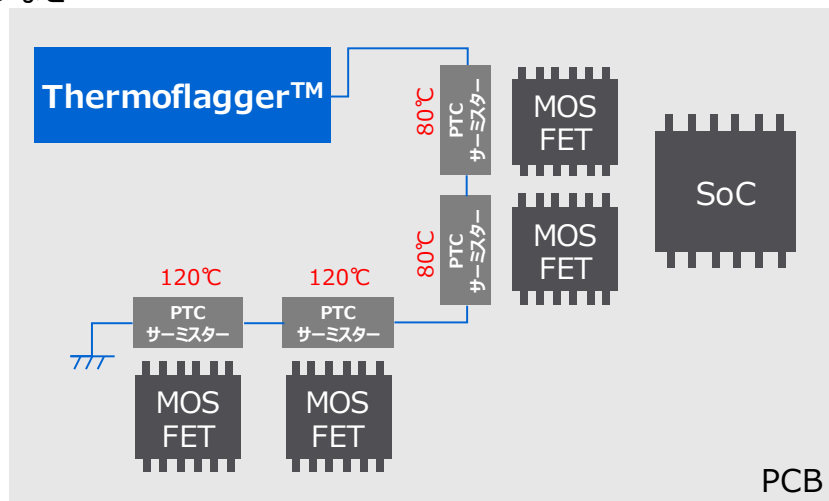 Thermoflagger™
80℃
PTC
サーミスター
MOS
FET
SoC
80℃
PTC
サーミスター
MOS
FET
120℃
120℃
PTC
サーミスター
PTC
サーミスター
MOS
FET
MOS
FET
PCB